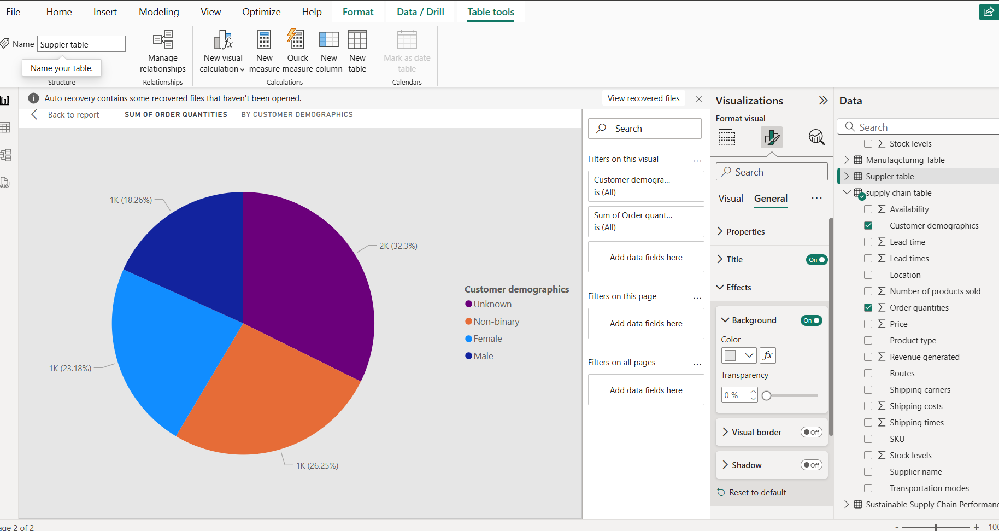 File Home Insert Modeling View Optimize Help Format Data / Drill Table tools
Name Suppler table
Name your table.
Structure
Manage
relationships
Relationships
New visual
calculation
New
measure
Quick
measure
New
column
New
table
Calculations
Mark as date
table
Calendars
Auto recovery contains some recovered files that haven't been opened.
View recovered files
Back to report
SUM OF ORDER QUANTITIES BY CUSTOMER DEMOGRAPHICS
1K (18.26%)
2K (32.3%)
1K (23.18%)
1K (26.25%)
Customer demographics
Unknown
Non-binary
Female
Male
Search
Filters on this visual ...
Customer demogra...
is (All)
Sum of Order quant...
is (All)
Add data fields here
Filters on this page ...
Add data fields here
Filters on all pages ...
Add data fields here
Visualizations
Format visual
Search
Visual General ...
Properties
Title On
Effects
Background On
Color
fx
Transparency
0 %
Visual border Off
Shadow Off
Reset to default
Data
Search
Σ Stock levels
Manufaqcturing Table
Suppler table
supply chain table
Σ Availability
Customer demographics
Σ Lead time
Σ Lead times
Location
Σ Number of products sold
Σ Order quantities
Σ Price
Product type
Σ Revenue generated
Routes
Shipping carriers
Σ Shipping costs
Σ Shipping times
SKU
Σ Stock levels
Supplier name
Transportation modes
Sustainable Supply Chain Performanc
age 2 of 2
- + 100